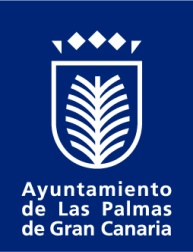 Ayuntamiento
de Las Palmas
de Gran Canaria